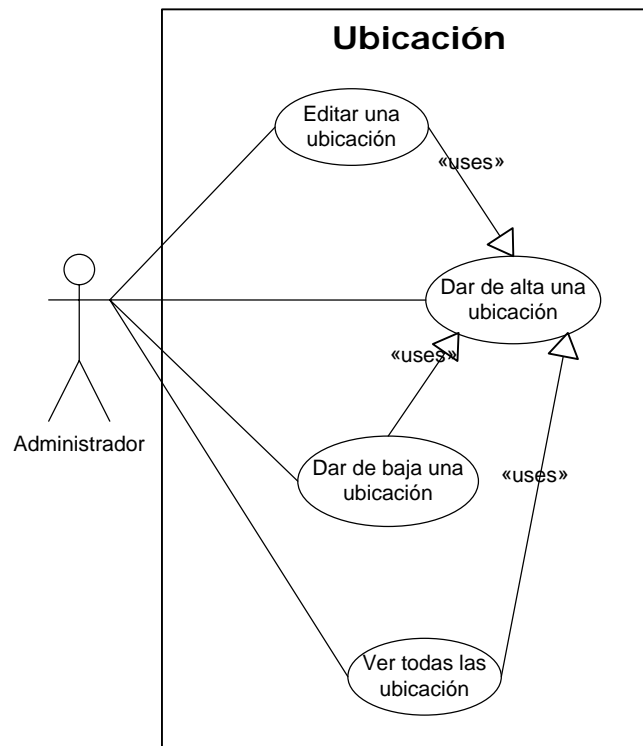 Ubicación
Editar una
ubicación
«uses»
Dar de alta una
ubicación
«uses»
Administrador
Dar de baja una
ubicación
«uses»
Ver todas las
ubicación